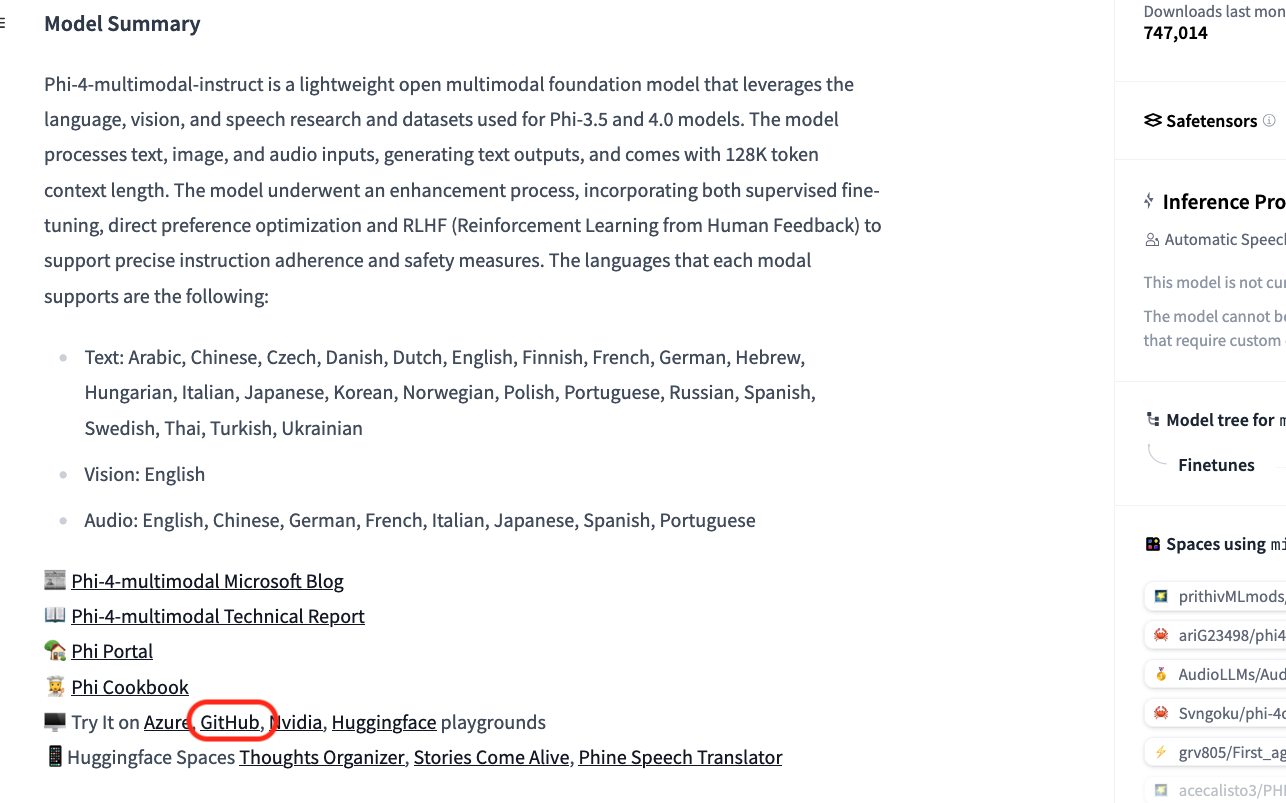 Model Summary
Phi-4-multimodal-instruct is a lightweight open multimodal foundation model that leverages the
language, vision, and speech research and datasets used for Phi-3.5 and 4.0 models. The model
processes text, image, and audio inputs, generating text outputs, and comes with 128K token
context length. The model underwent an enhancement process, incorporating both supervised fine-
tuning, direct preference optimization and RLHF (Reinforcement Learning from Human Feedback) to
support precise instruction adherence and safety measures. The languages that each modal
supports are the following:
Text: Arabic, Chinese, Czech, Danish, Dutch, English, Finnish, French, German, Hebrew,
Hungarian, Italian, Japanese, Korean, Norwegian, Polish, Portuguese, Russian, Spanish,
Swedish, Thai, Turkish, Ukrainian
Vision: English
Audio: English, Chinese, German, French, Italian, Japanese, Spanish, Portuguese
Phi-4-multimodal Microsoft Blog
Phi-4-multimodal Technical Report
Phi Portal
Phi Cookbook
Try It on Azure, GitHub, Nvidia, Huggingface playgrounds
Huggingface Spaces Thoughts Organizer, Stories Come Alive, Phine Speech Translator
Downloads last mon
747,014
Safetensors
Inference Pro
Automatic Speec
This model is not cu
The model cannot b
that require custom
Model tree for m
Finetunes
Spaces using mi
prithivMLmods/
ariG23498/phi4
AudioLLMs/Aud
Svngoku/phi-4
grv805/First_ag
acecalisto3/PH